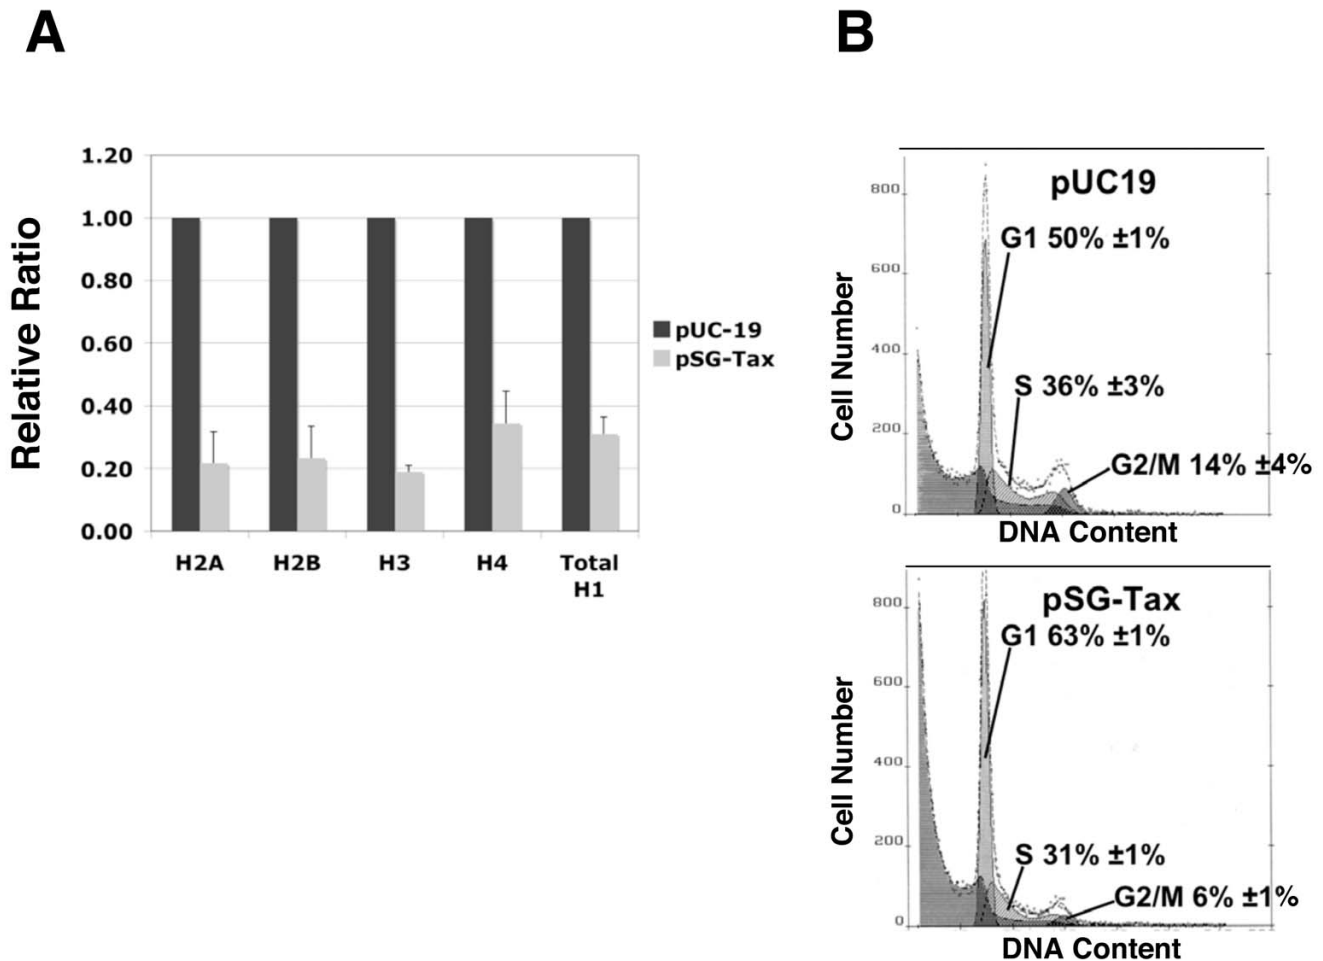 A
B
1.20
1.00
0.80
0.60
0.40
0.20
0.00
Relative Ratio
H2A
H2B
H3
H4
Total
H1
pUC-19
pSG-Tax
pUC19
G1 50% ±1%
S 36% ±3%
G2/M 14% ±4%
800
600
400
200
0
Cell Number
DNA Content
pSG-Tax
G1 63% ±1%
S 31% ±1%
G2/M 6% ±1%
800
600
400
200
0
Cell Number
DNA Content